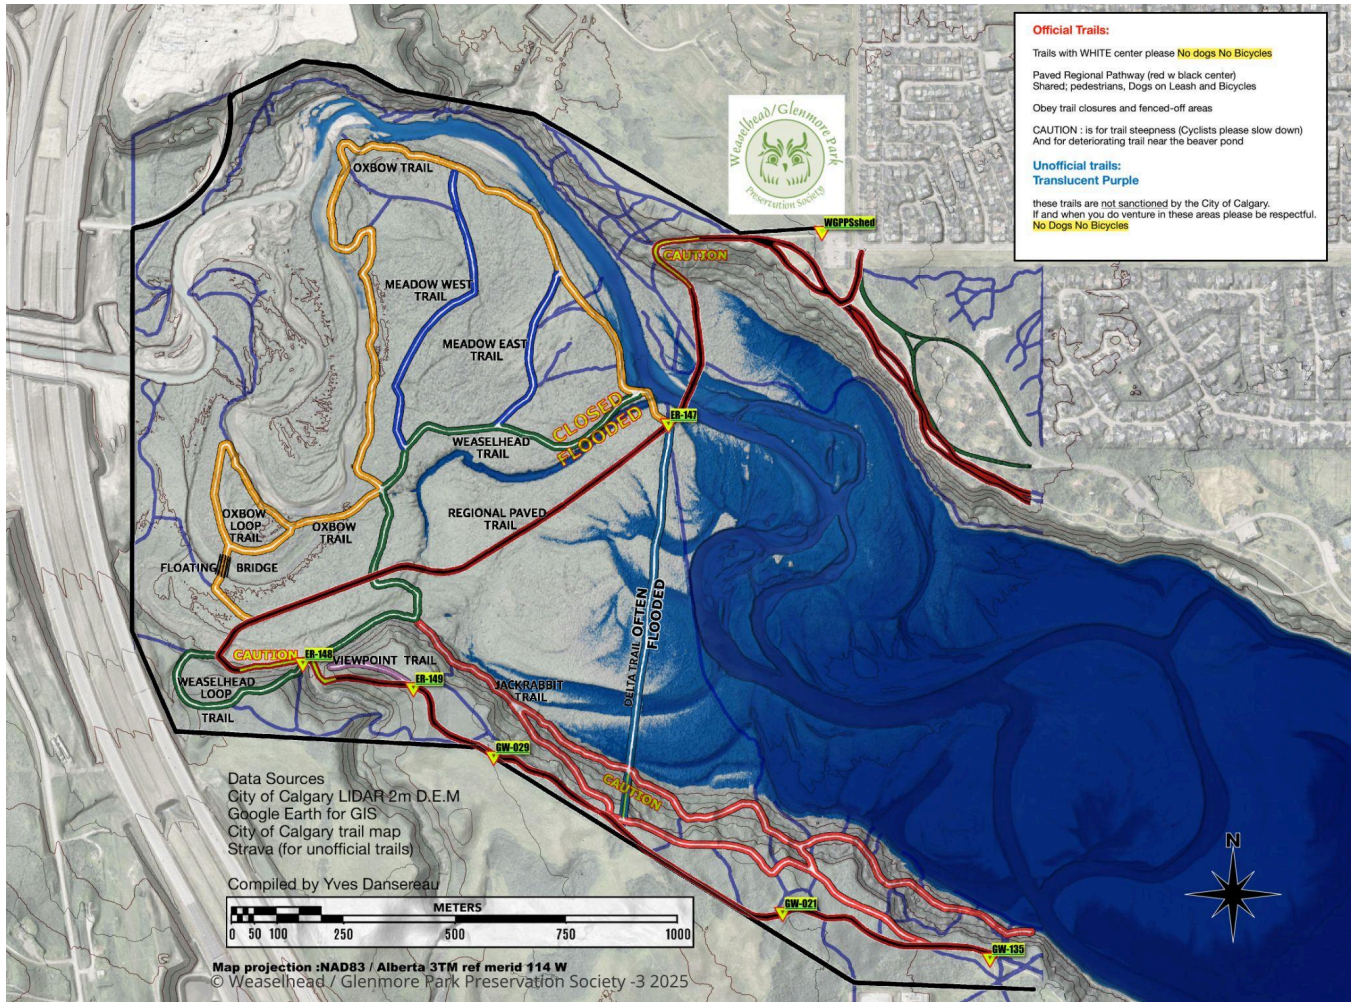 Official Trails:
Trails with WHITE center please No dogs No Bicycles
Paved Regional Pathway (red w black center)
Shared; pedestrians, Dogs on Leash and Bicycles
Obey trail closures and fenced-off areas
CAUTION : is for trail steepness (Cyclists please slow down)
And for deteriorating trail near the beaver pond
Unofficial trails:
Translucent Purple
these trails are not sanctioned by the City of Calgary.
If and when you do venture in these areas please be respectful.
No Dogs No Bicycles
Weaselhead/Glenmore Park
Preservation Society
WGPPSshed
CAUTION
OXBOW TRAIL
MEADOW WEST
TRAIL
MEADOW EAST
TRAIL
CLOSED
FLOODED
ER-147
WEASELHEAD
TRAIL
REGIONAL PAVED
TRAIL
OXBOW
LOOP
TRAIL
OXBOW
TRAIL
FLOATING BRIDGE
DELTA TRAIL OFTEN
FLOODED
CAUTION
ER-148
VIEWPOINT TRAIL
ER-149
WEASELHEAD
LOOP
TRAIL
JACKRABBIT
TRAIL
GW-029
CAUTION
GW-021
GW-135
N
Data Sources
City of Calgary LIDAR 2m D.E.M
Google Earth for GIS
City of Calgary trail map
Strava (for unofficial trails)
Compiled by Yves Dansereau
METERS
0 50 100 250 500 750 1000
Map projection :NAD83 / Alberta 3TM ref merid 114 W
© Weaselhead / Glenmore Park Preservation Society -3 2025